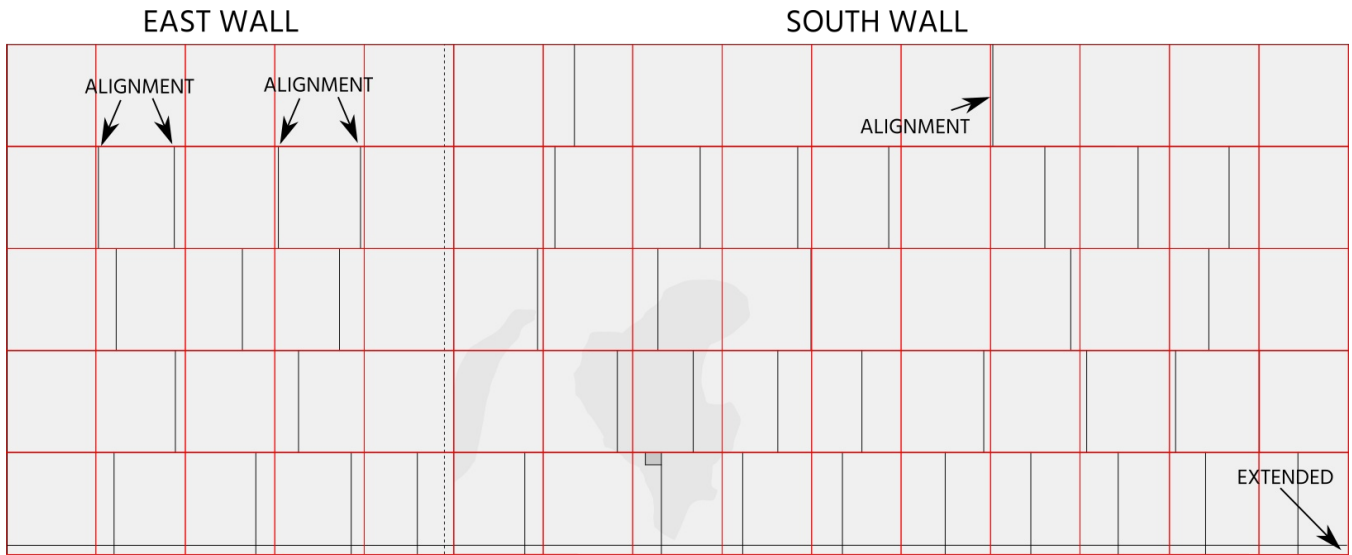 EAST WALL
SOUTH WALL
ALIGNMENT
ALIGNMENT
ALIGNMENT
EXTENDED